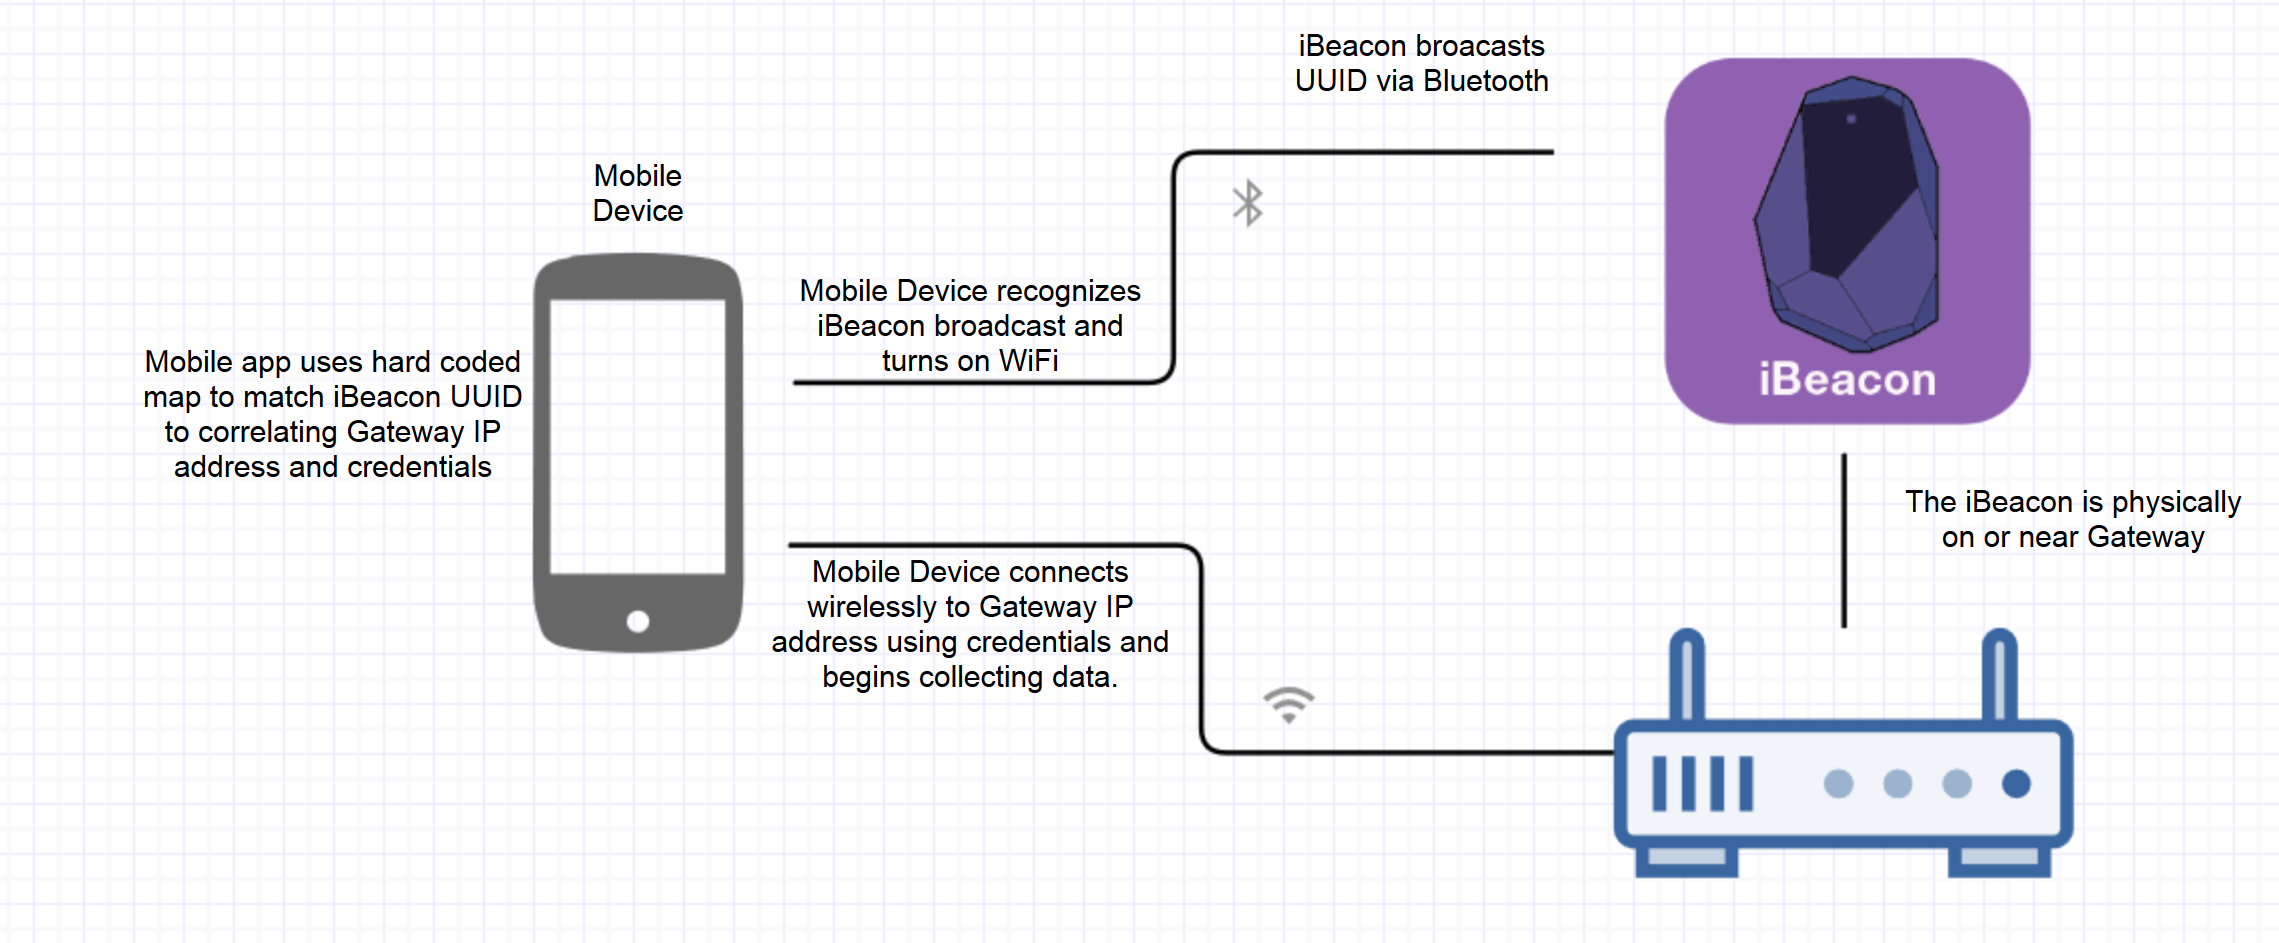 iBeacon broacasts
UUID via Bluetooth
Mobile
Device
Mobile Device recognizes
iBeacon broadcast and
turns on WiFi
Mobile app uses hard coded
map to match iBeacon UUID
to correlating Gateway IP
address and credentials
iBeacon
The iBeacon is physically
on or near Gateway
Mobile Device connects
wirelessly to Gateway IP
address using credentials and
begins collecting data.